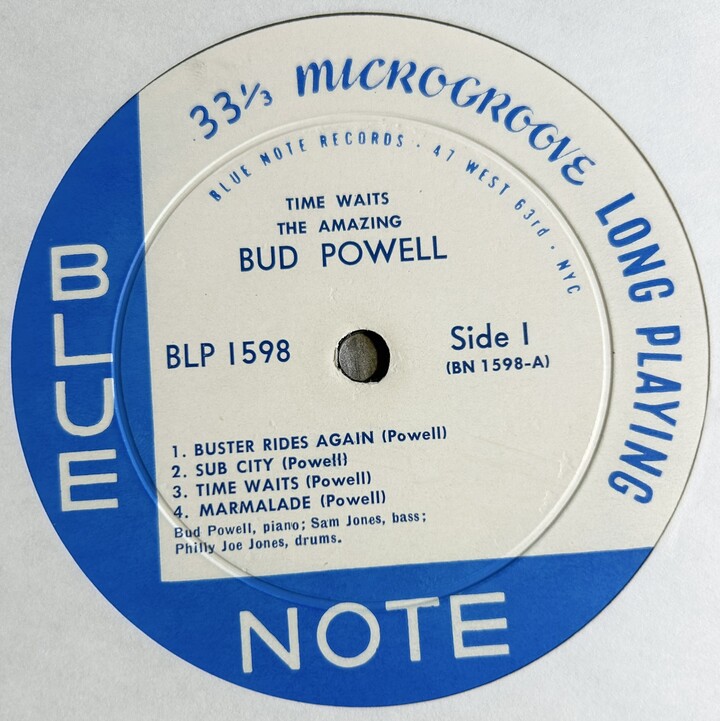 33⅓ MICROGROOVE LONG PLAYING
BLUE NOTE RECORDS · 47 WEST 63rd · NYC
TIME WAITS
THE AMAZING
BUD POWELL
BLP 1598
Side 1
(BN 1598-A)
1. BUSTER RIDES AGAIN (Powell)
2. SUB CITY (Powell)
3. TIME WAITS (Powell)
4. MARMALADE (Powell)
Bud Powell, piano; Sam Jones, bass;
Philly Joe Jones, drums.
BLUE
NOTE